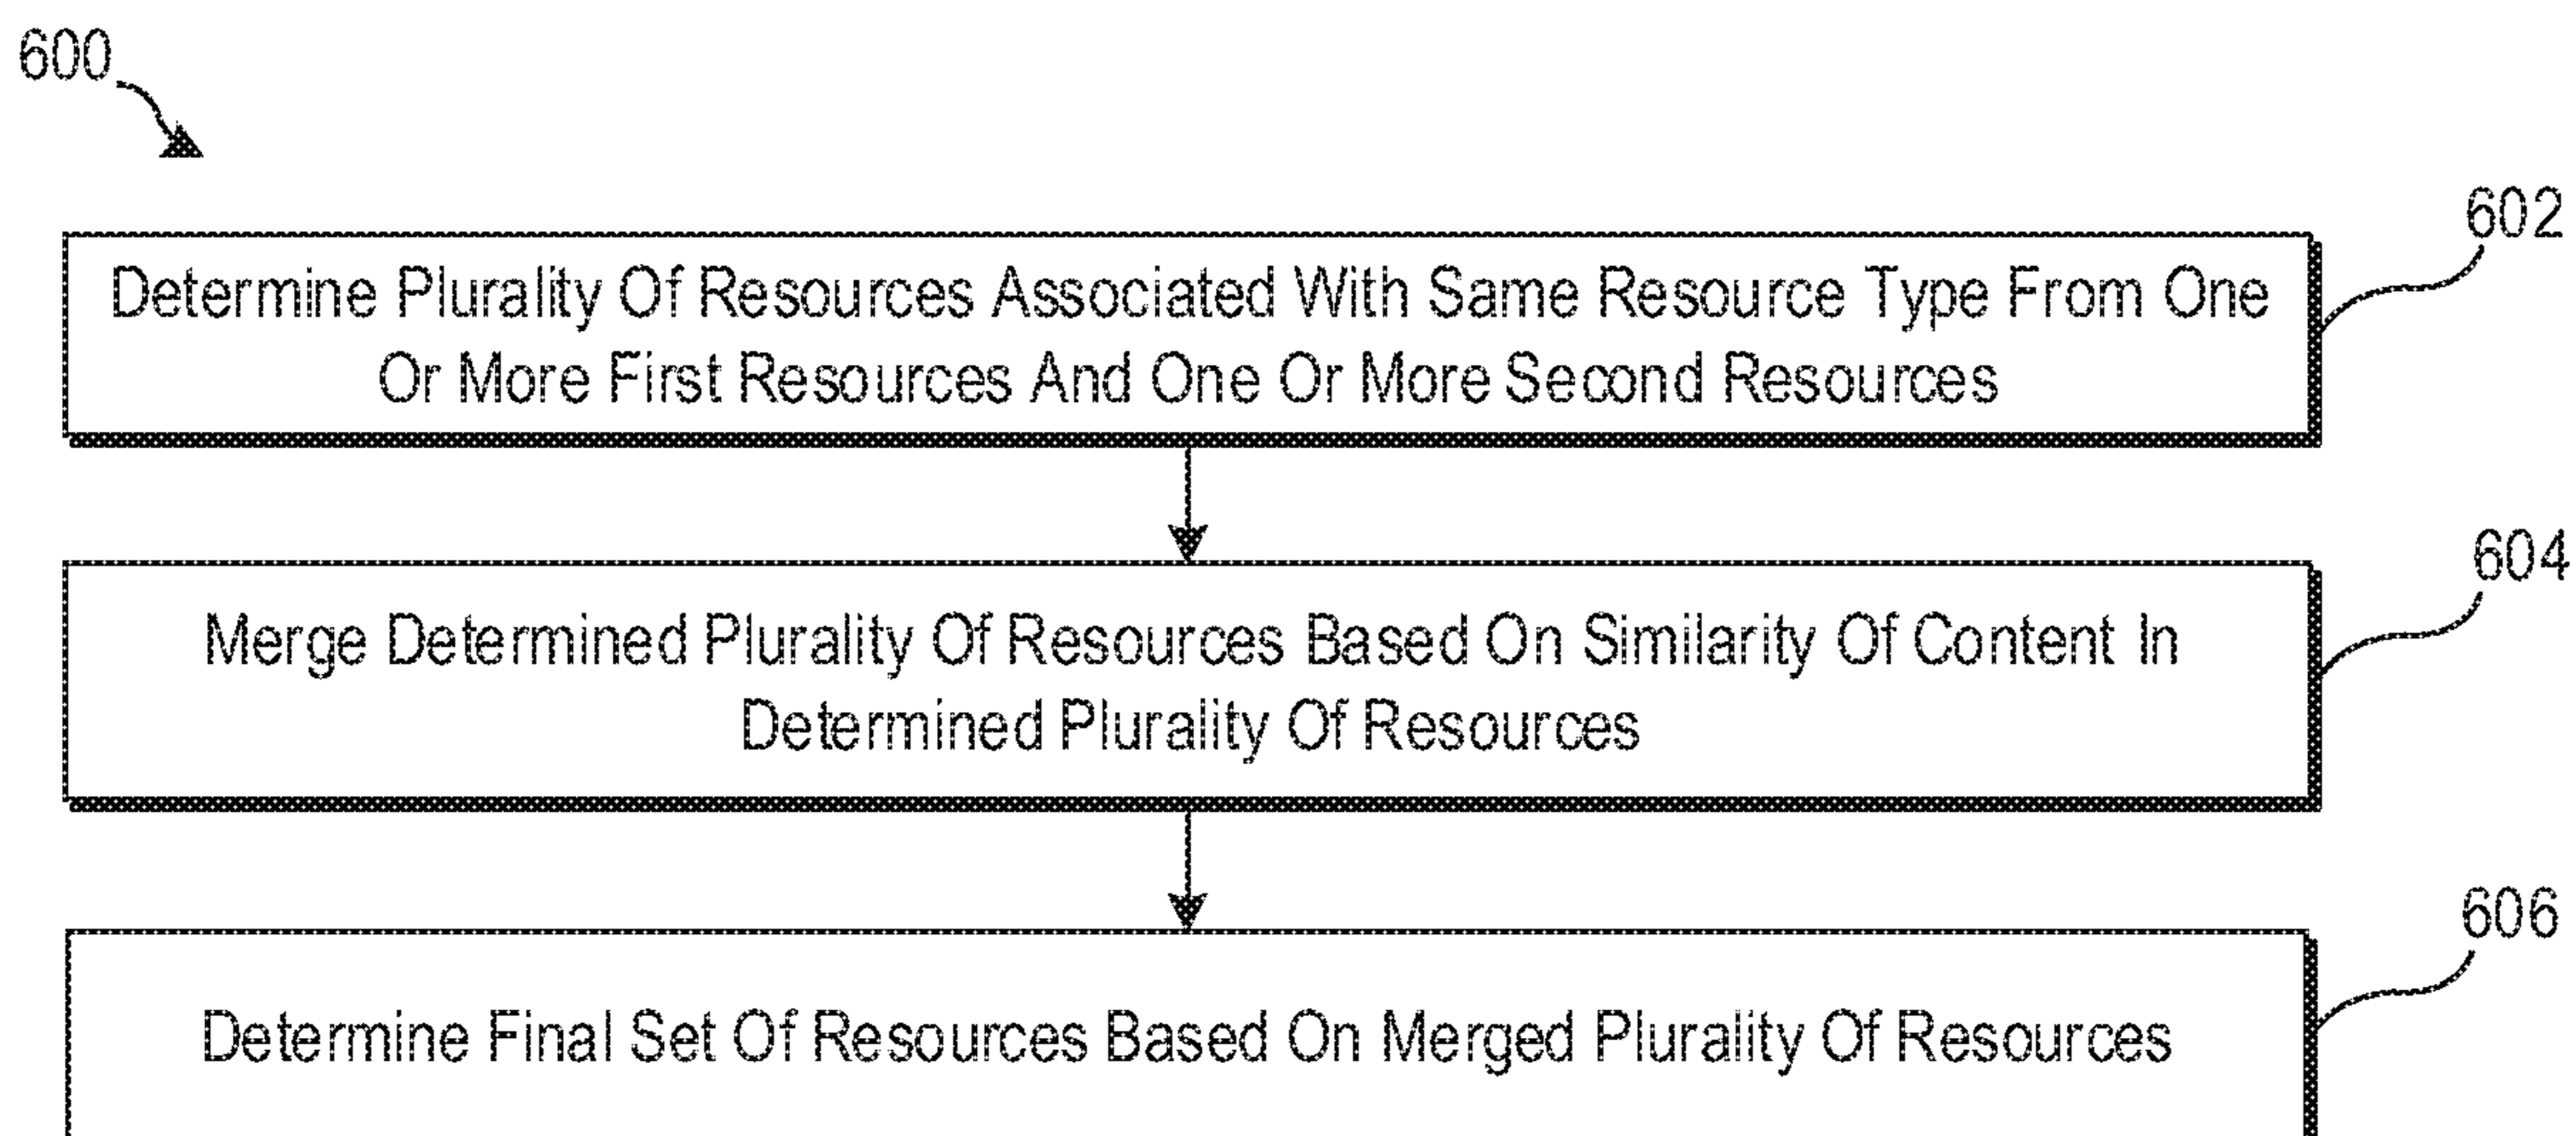 600
602
Determine Plurality Of Resources Associated With Same Resource Type From One
Or More First Resources And One Or More Second Resources
604
Merge Determined Plurality Of Resources Based On Similarity Of Content In
Determined Plurality Of Resources
606
Determine Final Set Of Resources Based On Merged Plurality Of Resources